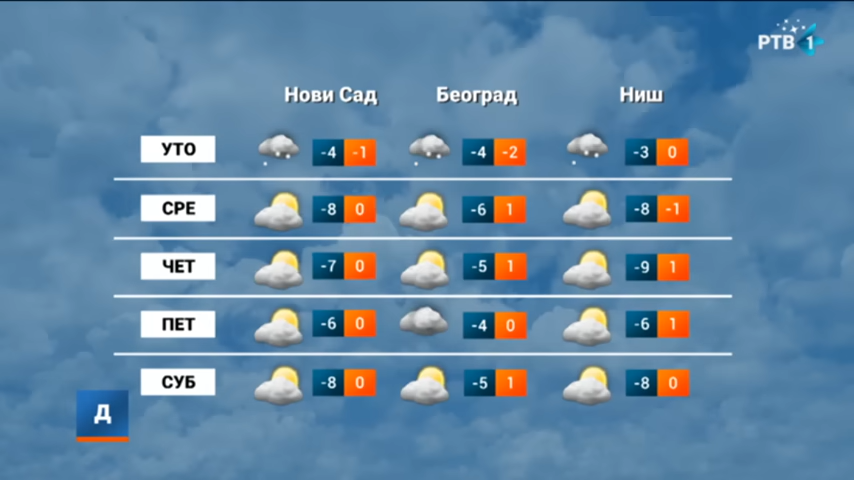 РТВ 1
Нови Сад Београд Ниш
УТО -4 -1 -4 -2 -3 0
СРЕ -8 0 -6 1 -8 -1
ЧЕТ -7 0 -5 1 -9 1
ПЕТ -6 0 -4 0 -6 1
СУБ -8 0 -5 1 -8 0
Д